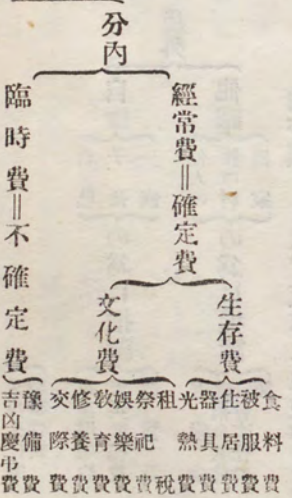 分內
經常費＝確定費
生存費
食料費
被服費
住居費
器具費
光熱費
文化費
租稅
祭祀費
娛樂費
敎育費
修養費
交際費
臨時費＝不確定費
豫備費
吉凶慶弔費